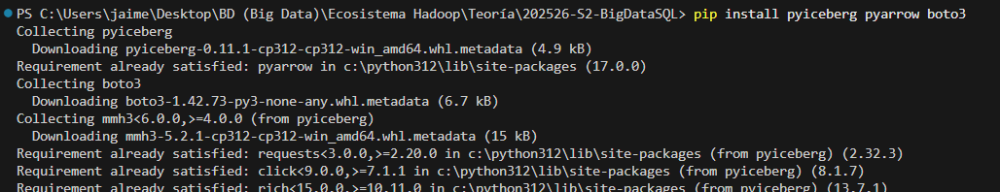 PS C:\Users\jaime\Desktop\BD (Big Data)\Ecosistema Hadoop\Teoría\202526-S2-BigDataSQL> pip install pyiceberg pyarrow boto3
Collecting pyiceberg
  Downloading pyiceberg-0.11.1-cp312-cp312-win_amd64.whl.metadata (4.9 kB)
Requirement already satisfied: pyarrow in c:\python312\lib\site-packages (17.0.0)
Collecting boto3
  Downloading boto3-1.42.73-py3-none-any.whl.metadata (6.7 kB)
Collecting mmh3<6.0.0,>=4.0.0 (from pyiceberg)
  Downloading mmh3-5.2.1-cp312-cp312-win_amd64.whl.metadata (15 kB)
Requirement already satisfied: requests<3.0.0,>=2.20.0 in c:\python312\lib\site-packages (from pyiceberg) (2.32.3)
Requirement already satisfied: click<9.0.0,>=7.1.1 in c:\python312\lib\site-packages (from pyiceberg) (8.1.7)
Requirement already satisfied: rich<15.0.0,>=10.11.0 in c:\python312\lib\site-packages (from pyiceberg) (13.7.1)